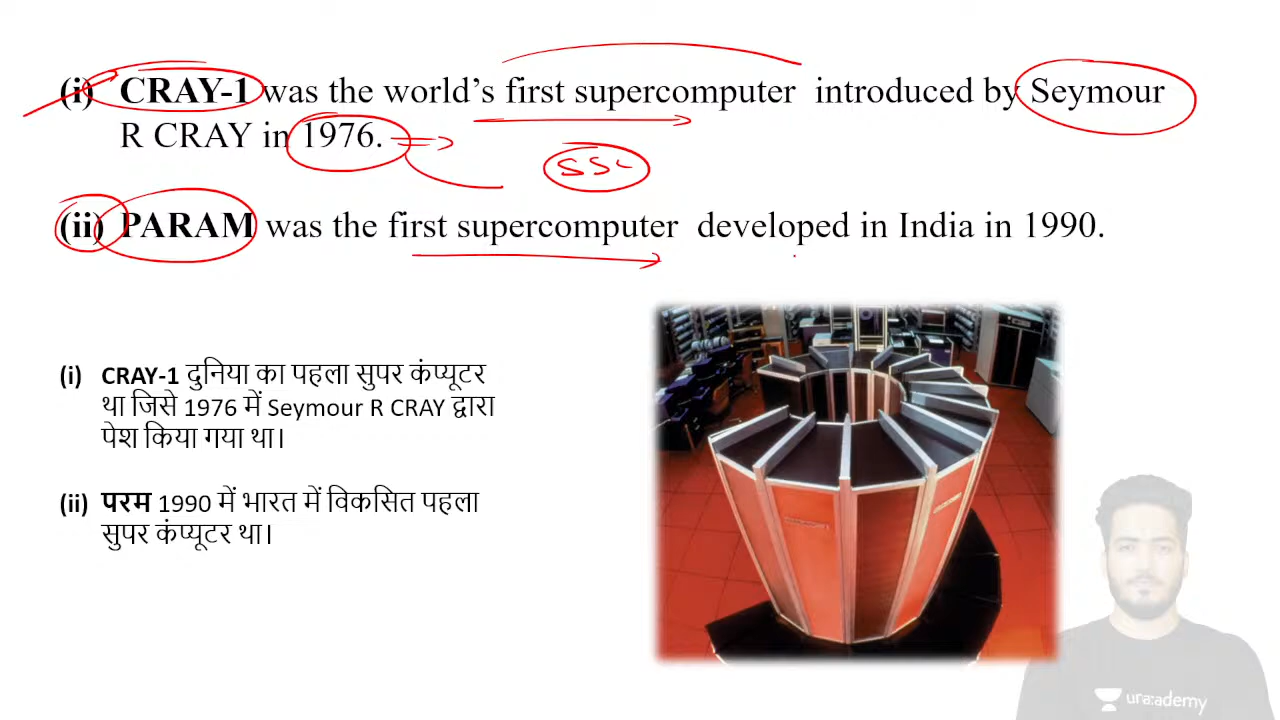 (i) CRAY-1 was the world's first supercomputer introduced by Seymour
R CRAY in 1976.
SSC
(ii) PARAM was the first supercomputer developed in India in 1990.
(i) CRAY-1 दुनिया का पहला सुपर कंप्यूटर
था जिसे 1976 में Seymour R CRAY द्वारा
पेश किया गया था।
(ii) परम 1990 में भारत में विकसित पहला
सुपर कंप्यूटर था।